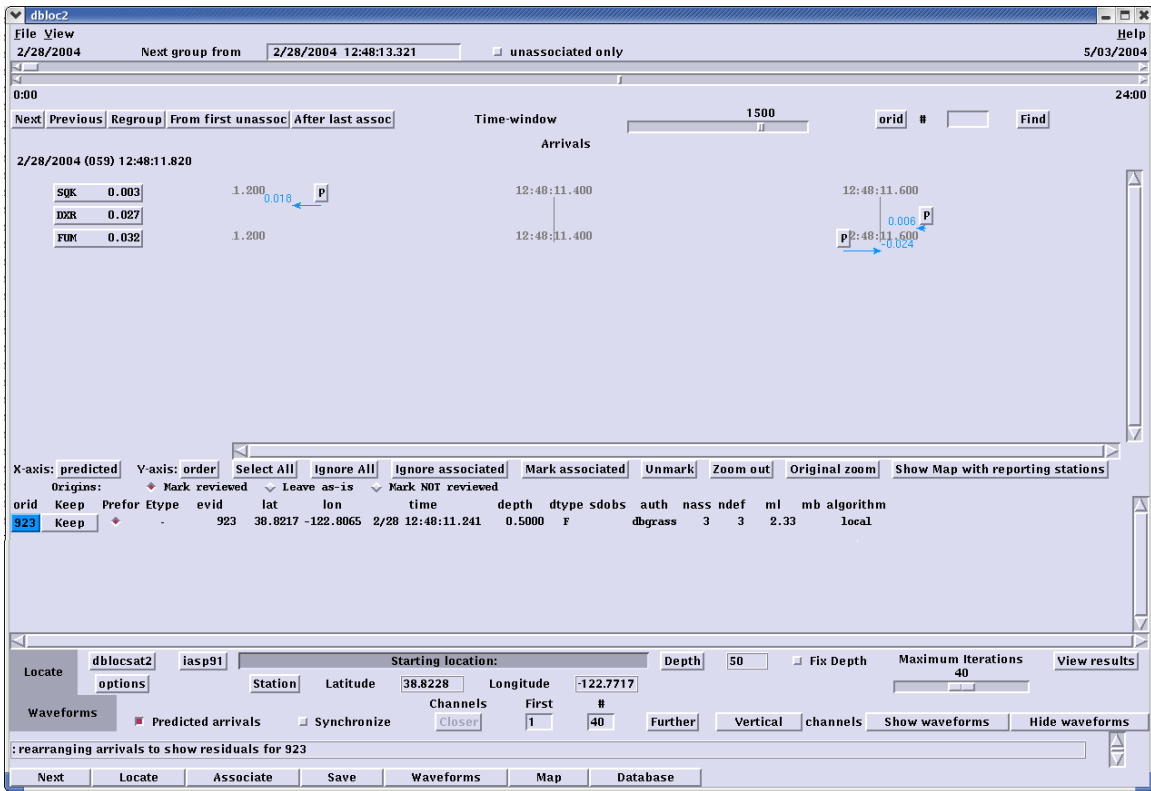 dbloc2
File View Help
2/28/2004 Next group from 2/28/2004 12:48:13.321 unassociated only 5/03/2004
0:00 24:00
Next Previous Regroup From first unassoc After last assoc Time-window 1500 orid # Find
Arrivals
2/28/2004 (059) 12:48:11.820
SQK 0.003 1.200 0.018 P 12:48:11.400 12:48:11.600
DXR 0.027 0.006 P
FUM 0.032 1.200 12:48:11.400 P 2:48:11.600 -0.024
X-axis: predicted Y-axis: order Select All Ignore All Ignore associated Mark associated Unmark Zoom out Original zoom Show Map with reporting stations
Origins: Mark reviewed Leave as-is Mark NOT reviewed
orid Keep Prefor Etype evid lat lon time depth dtype sdobs auth nass ndef ml mb algorithm
923 Keep - 923 38.8217 -122.8065 2/28 12:48:11.241 0.5000 F dbgrass 3 3 2.33 local
Locate dblocsat2 iasp91 Starting location: Depth 50 Fix Depth Maximum Iterations 40 View results
options Station Latitude 38.8228 Longitude -122.7717
Waveforms Predicted arrivals Synchronize Channels Closer First 1 # 40 Further Vertical channels Show waveforms Hide waveforms
: rearranging arrivals to show residuals for 923
Next Locate Associate Save Waveforms Map Database